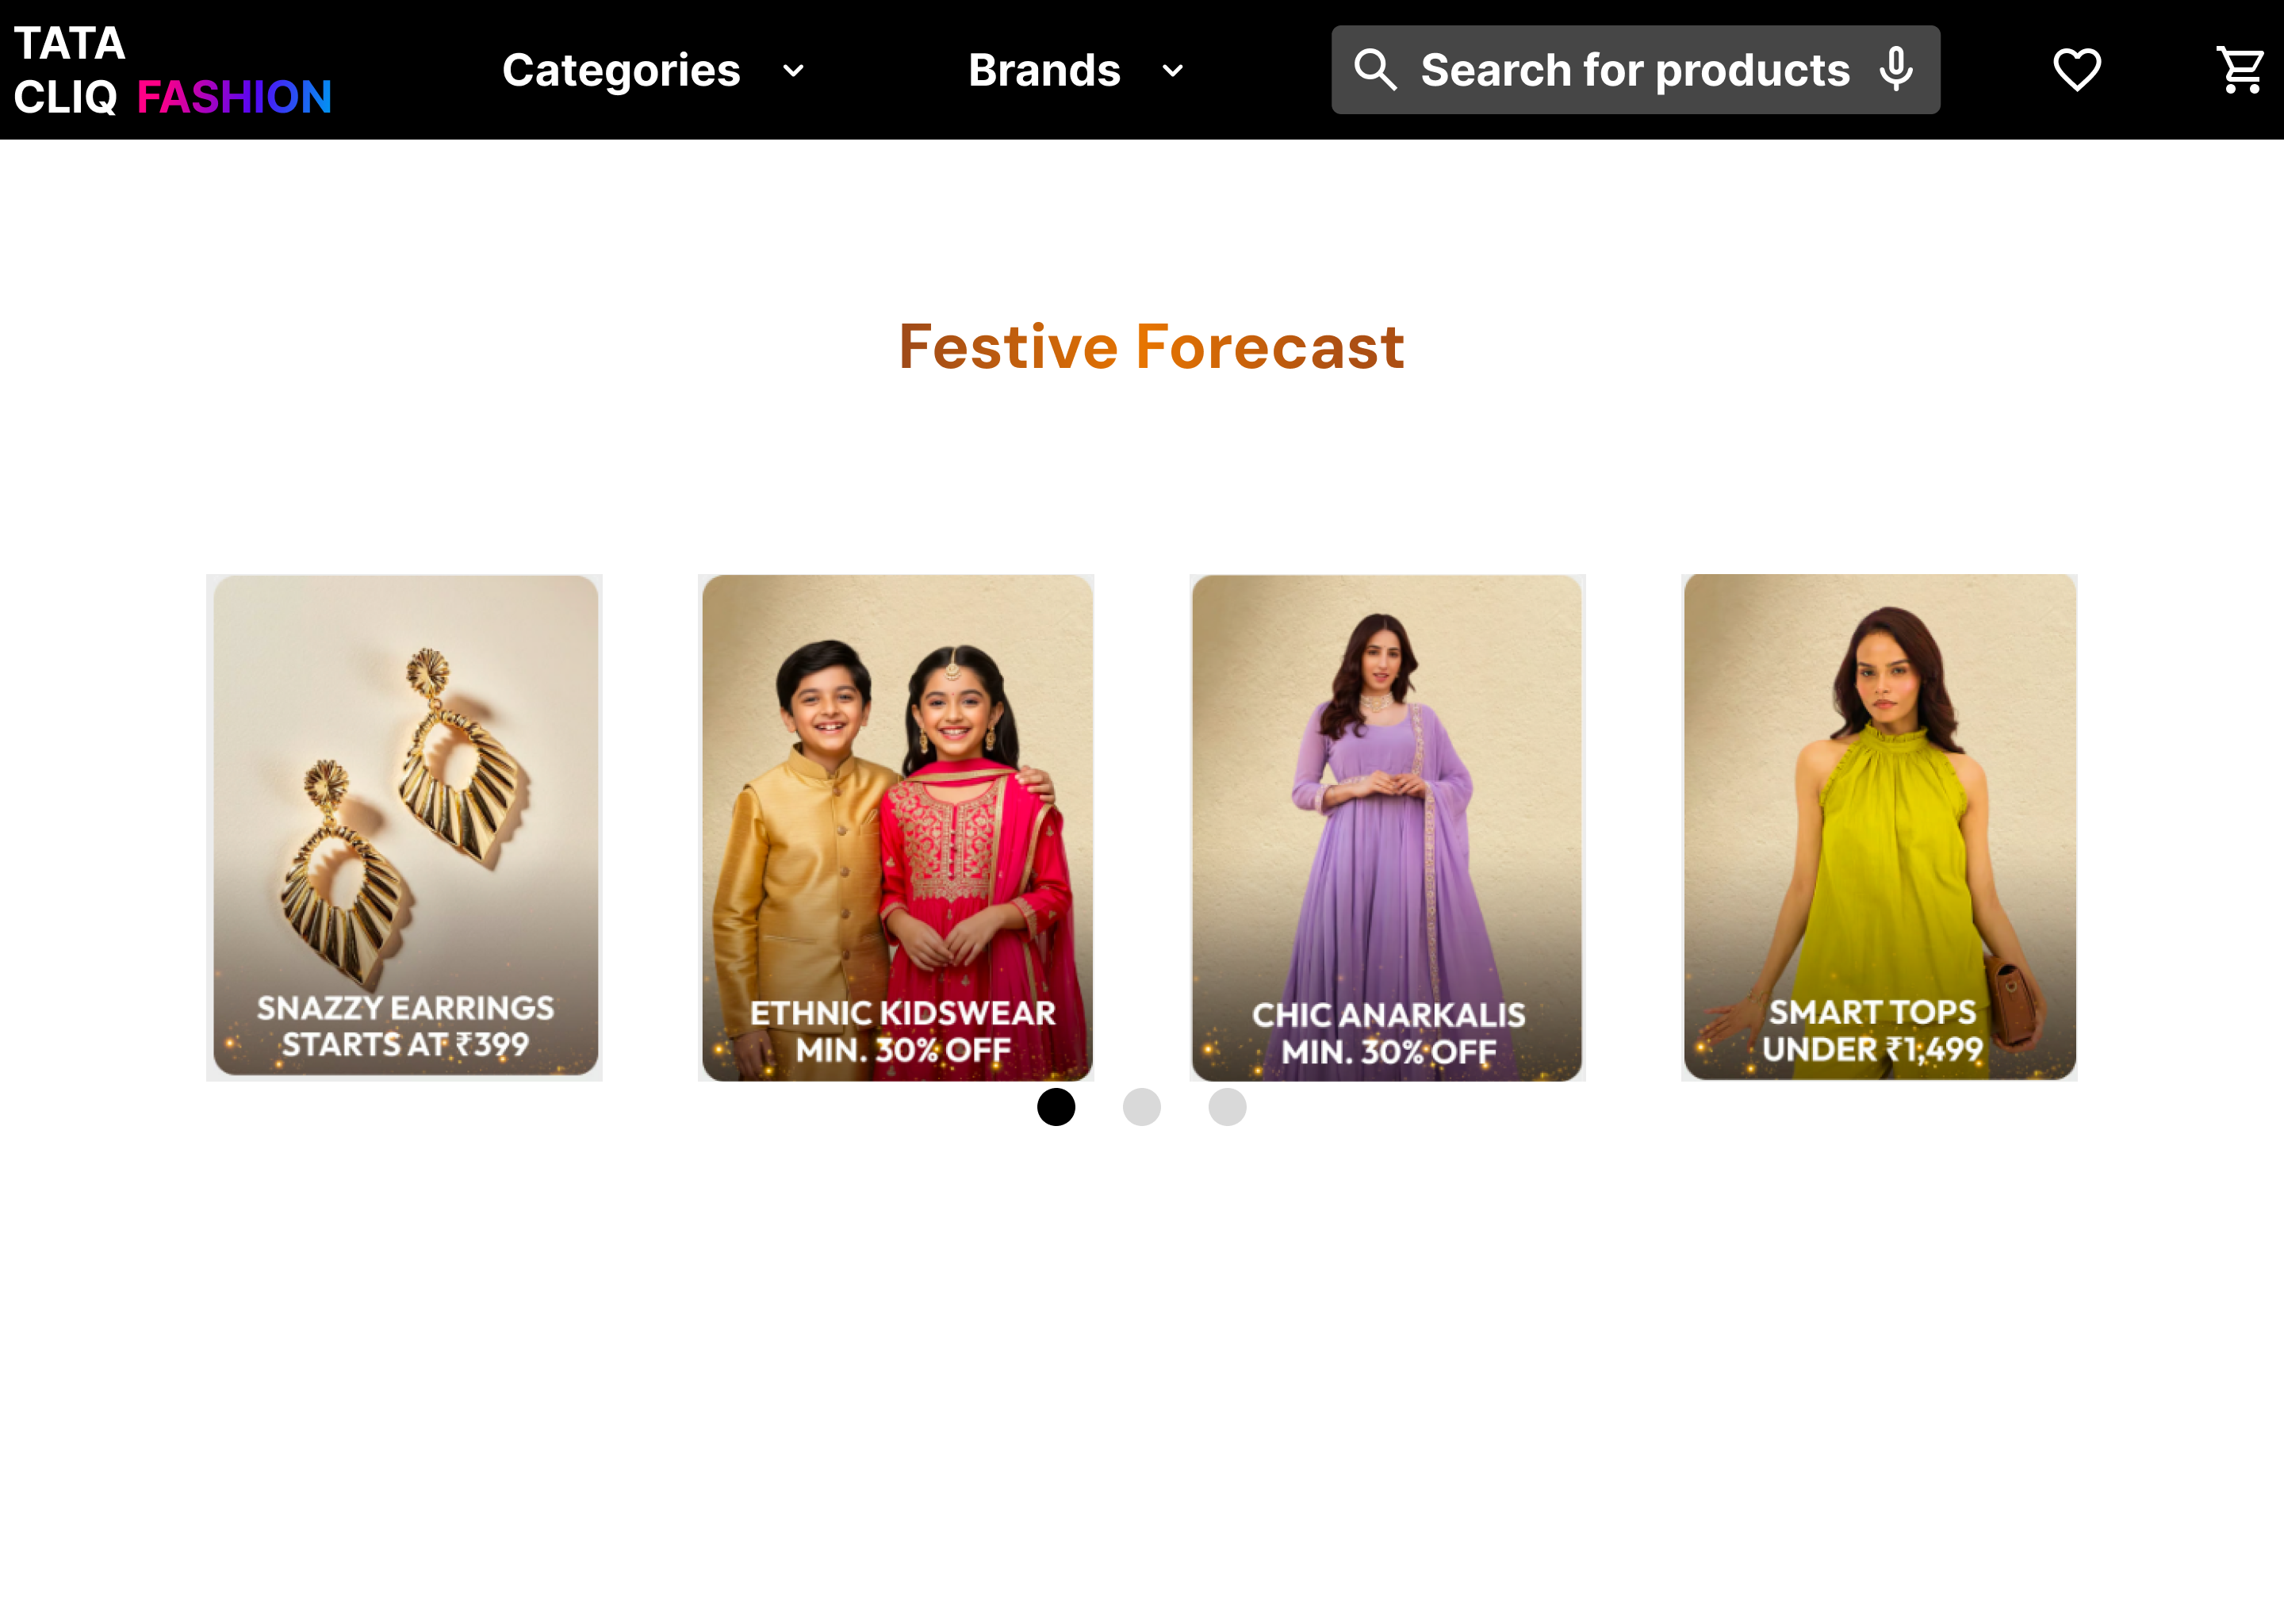 TATA
CLIQ FASHION
Categories
Brands
Search for products
Festive Forecast
SNAZZY EARRINGS
STARTS AT ₹399
ETHNIC KIDSWEAR
MIN. 30% OFF
CHIC ANARKALIS
MIN. 30% OFF
SMART TOPS
UNDER ₹1,499